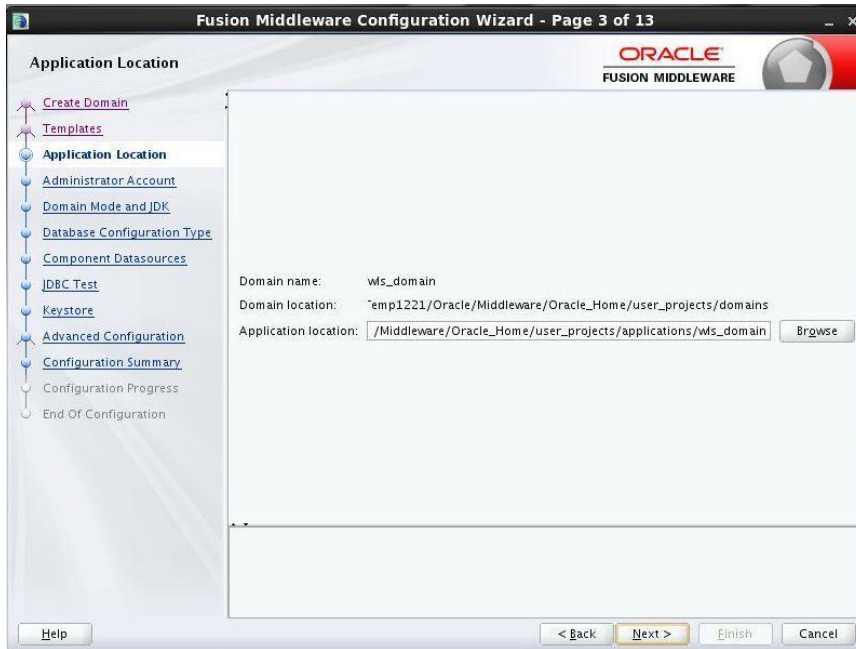 Fusion Middleware Configuration Wizard - Page 3 of 13
Application Location
ORACLE
FUSION MIDDLEWARE
Create Domain
Templates
Application Location
Administrator Account
Domain Mode and JDK
Database Configuration Type
Component Datasources
JDBC Test
Keystore
Advanced Configuration
Configuration Summary
Configuration Progress
End Of Configuration
Domain name: wls_domain
Domain location: emp1221/Oracle/Middleware/Oracle_Home/user_projects/domains
Application location: /Middleware/Oracle_Home/user_projects/applications/wls_domain Browse
Help < Back Next > Finish Cancel